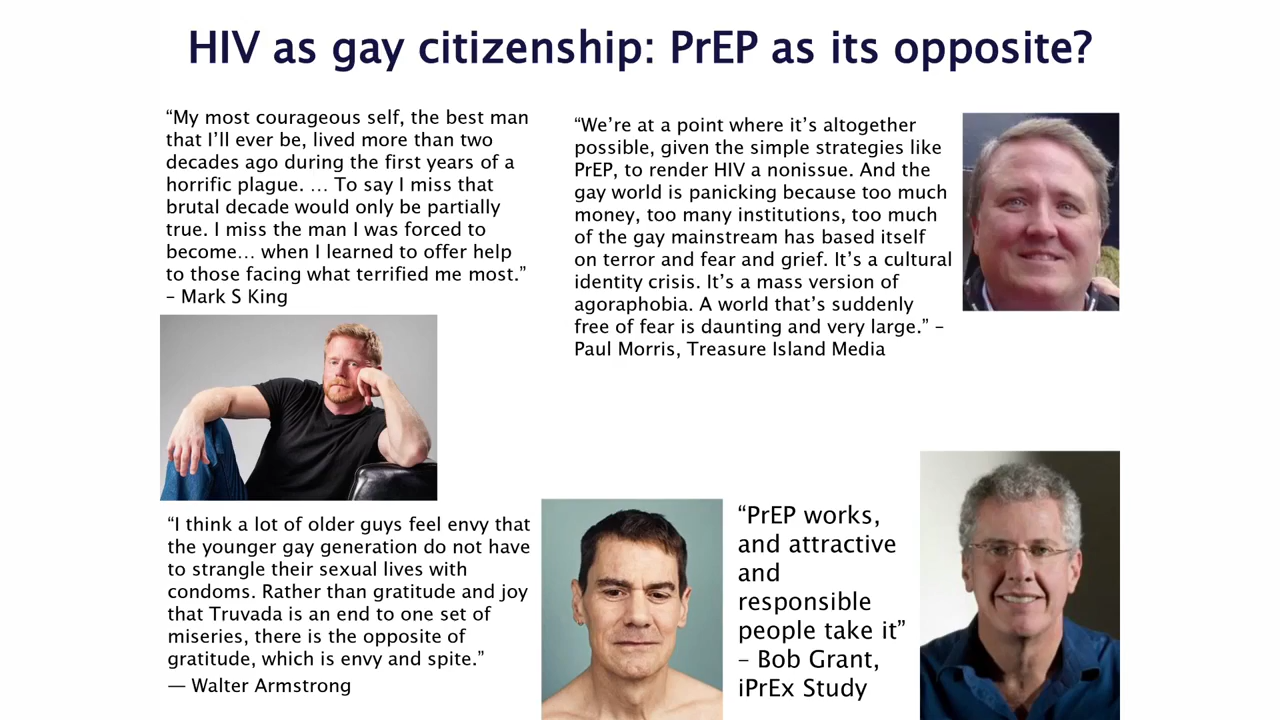 HIV as gay citizenship: PrEP as its opposite?
“My most courageous self, the best man
that I’ll ever be, lived more than two
decades ago during the first years of a
horrific plague. … To say I miss that
brutal decade would only be partially
true. I miss the man I was forced to
become… when I learned to offer help
to those facing what terrified me most.”
– Mark S King
“We’re at a point where it’s altogether
possible, given the simple strategies like
PrEP, to render HIV a nonissue. And the
gay world is panicking because too much
money, too many institutions, too much
of the gay mainstream has based itself
on terror and fear and grief. It’s a cultural
identity crisis. It’s a mass version of
agoraphobia. A world that’s suddenly
free of fear is daunting and very large.” –
Paul Morris, Treasure Island Media
“I think a lot of older guys feel envy that
the younger gay generation do not have
to strangle their sexual lives with
condoms. Rather than gratitude and joy
that Truvada is an end to one set of
miseries, there is the opposite of
gratitude, which is envy and spite.”
— Walter Armstrong
“PrEP works,
and attractive
and
responsible
people take it”
– Bob Grant,
iPrEx Study